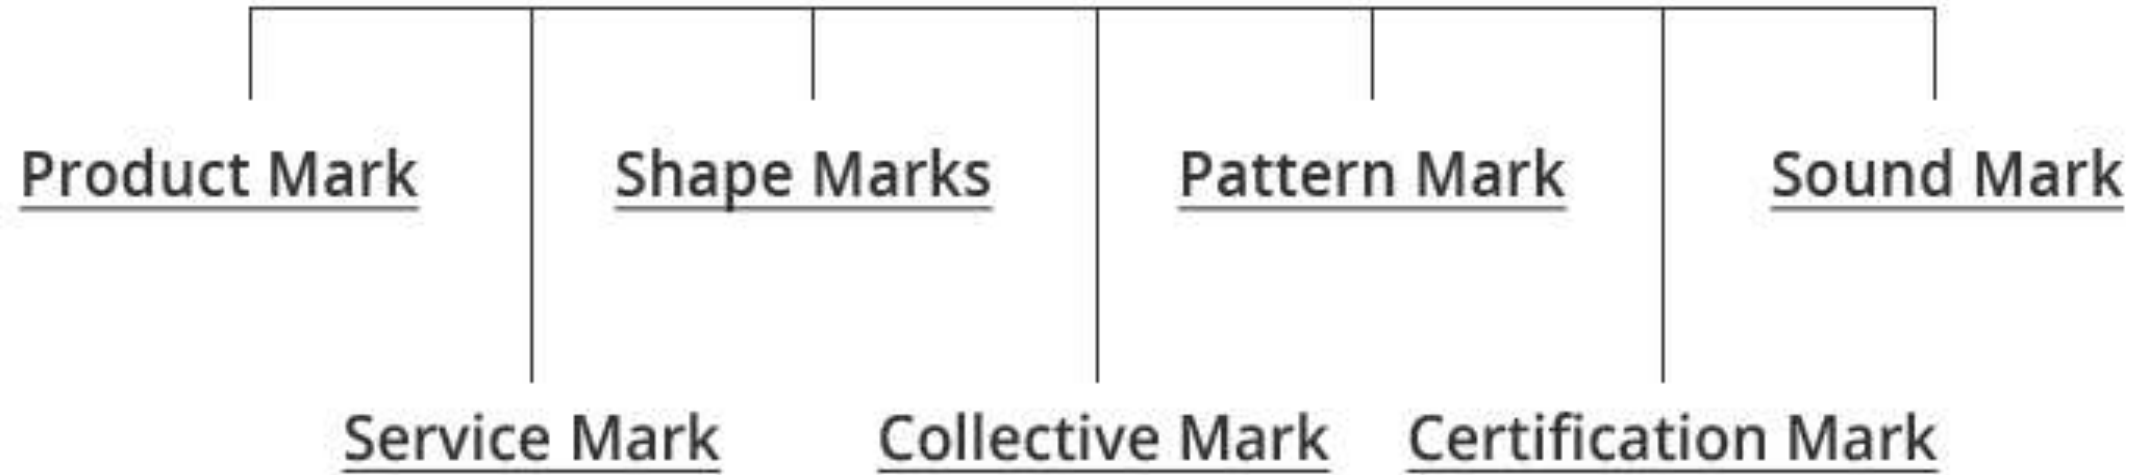 Product Mark
Shape Marks
Pattern Mark
Sound Mark
Service Mark
Collective Mark
Certification Mark